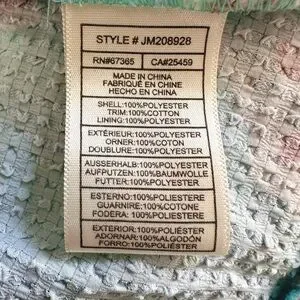 STYLE # JM208928
RN#67365 CA#25459
MADE IN CHINA
FABRIQUÉ EN CHINE
HECHO EN CHINA
SHELL:100%POLYESTER
TRIM:100%COTTON
LINING:100%POLYESTER
EXTÉRIEUR:100%POLYESTER
ORNER:100%COTON
DOUBLURE:100%POLYESTER
AUSSERHALB:100%POLYESTER
AUFPUTZEN:100%BAUMWOLLE
FUTTER:100%POLYESTER
ESTERNO:100%POLIESTERE
GUARNIRE:100%COTONE
FODERA:100%POLIESTERE
EXTERIOR:100%POLIÉSTER
ADORNAR:100%ALGODÓN
FORRO:100%POLIÉSTER